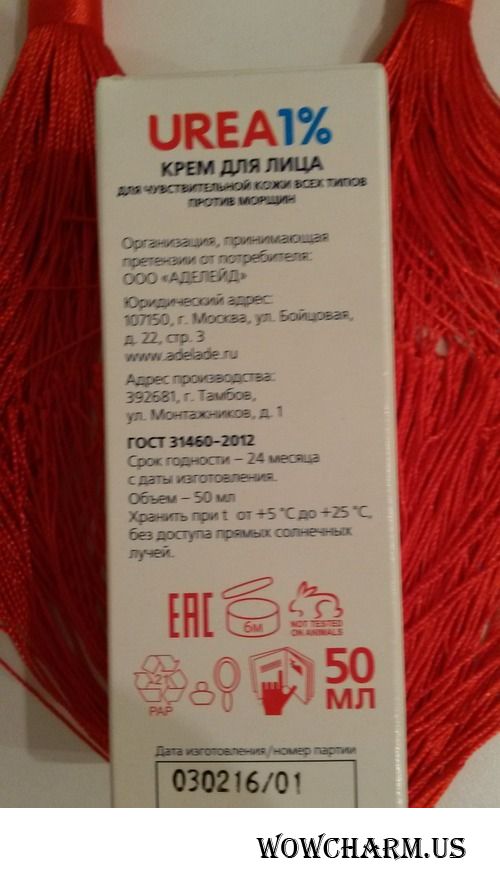 UREA1%
КРЕМ ДЛЯ ЛИЦА
ДЛЯ ЧУВСТВИТЕЛЬНОЙ КОЖИ ВСЕХ ТИПОВ
ПРОТИВ МОРЩИН
Организация, принимающая
претензии от потребителя:
ООО «АДЕЛЕЙД»
Юридический адрес:
107150, г. Москва, ул. Бойцовая,
д. 22, стр. 3
www.adelade.ru
Адрес производства:
392681, г. Тамбов,
ул. Монтажников, д. 1
ГОСТ 31460-2012
Срок годности – 24 месяца
с даты изготовления.
Объем – 50 мл
Хранить при t от +5 °C до +25 °C,
без доступа прямых солнечных
лучей.
EAC
6м
NOT TESTED
ON ANIMALS
21
PAP
50
МЛ
Дата изготовления/номер партии
030216/01
WOWCHARM.US